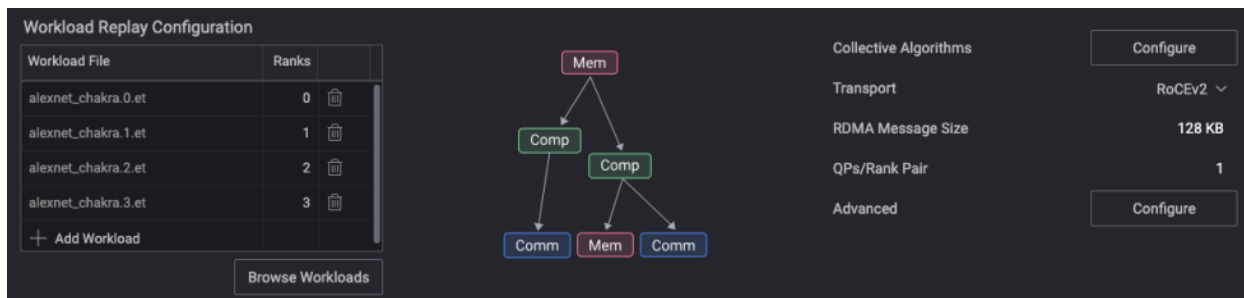 Workload Replay Configuration
Workload File Ranks
alexnet_chakra.0.et 0
alexnet_chakra.1.et 1
alexnet_chakra.2.et 2
alexnet_chakra.3.et 3
+ Add Workload
Browse Workloads
Mem
Comp
Comp
Comm Mem Comm
Collective Algorithms Configure
Transport RoCEv2
RDMA Message Size 128 KB
QPs/Rank Pair 1
Advanced Configure